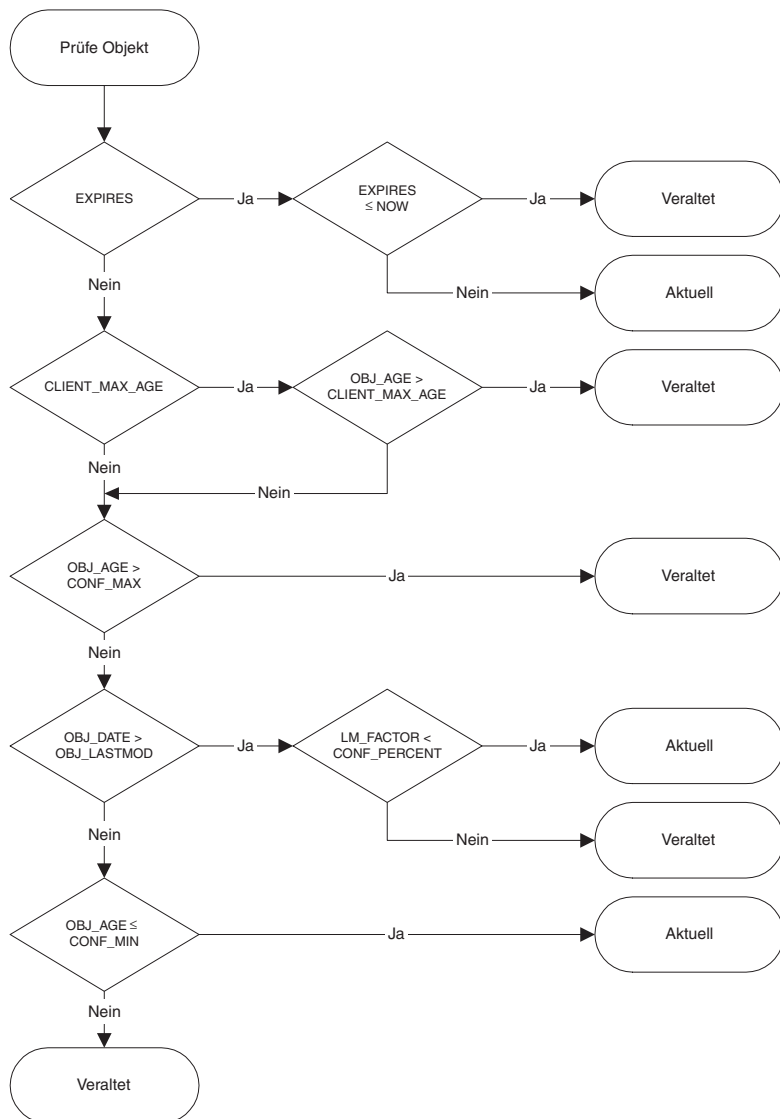 Prüfe Objekt
EXPIRES
Ja
EXPIRES
≤ NOW
Ja
Veraltet
Nein
Nein
Aktuell
CLIENT_MAX_AGE
Ja
OBJ_AGE >
CLIENT_MAX_AGE
Ja
Veraltet
Nein
Nein
OBJ_AGE >
CONF_MAX
Ja
Veraltet
Nein
OBJ_DATE >
OBJ_LASTMOD
Ja
LM_FACTOR <
CONF_PERCENT
Ja
Aktuell
Nein
Nein
Veraltet
OBJ_AGE ≤
CONF_MIN
Ja
Aktuell
Nein
Veraltet